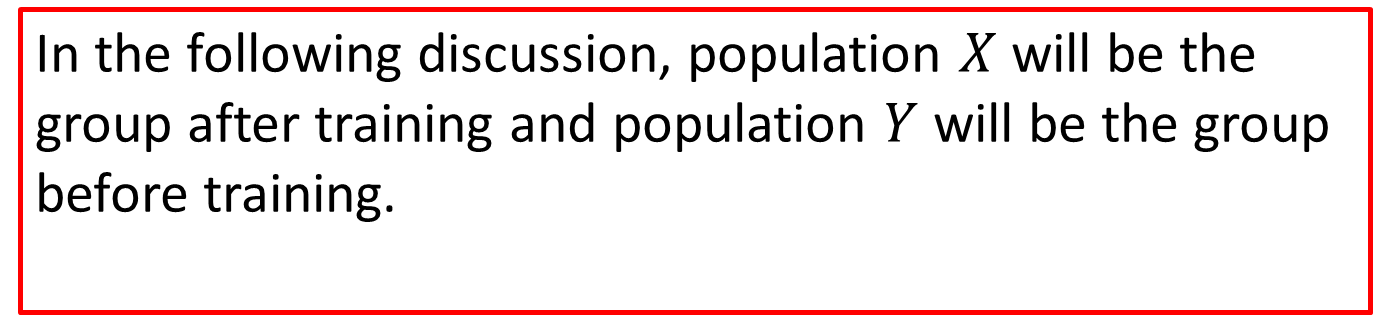 In the following discussion, population X will be the
group after training and population Y will be the group
before training.